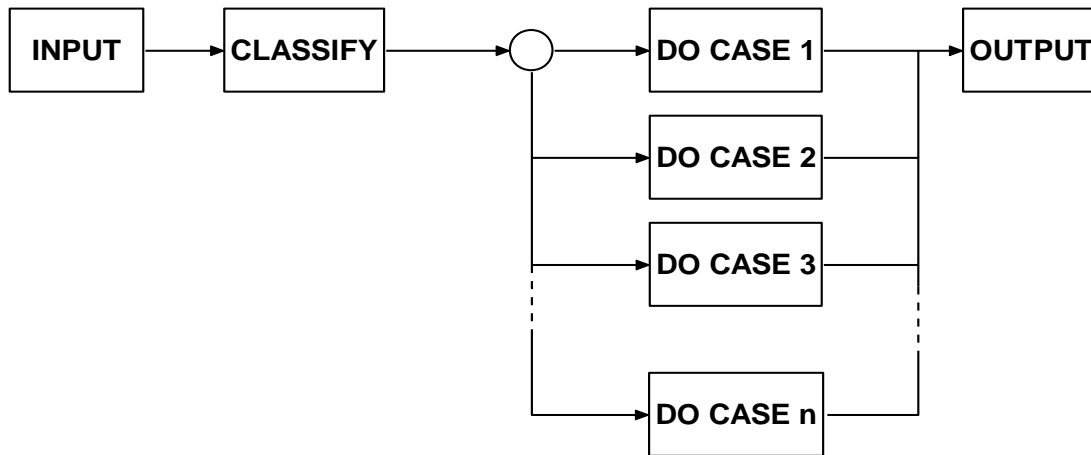 INPUT
CLASSIFY
DO CASE 1
OUTPUT
DO CASE 2
DO CASE 3
DO CASE n